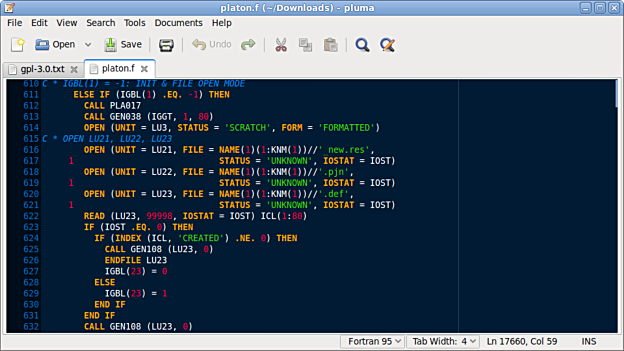 platon.f (~/Downloads) - pluma
File Edit View Search Tools Documents Help
Open Save Undo
gpl-3.0.txt platon.f
610 C * IGBL(1) = -1: INIT & FILE OPEN MODE
611 ELSE IF (IGBL(1) .EQ. -1) THEN
612 CALL PLA017
613 CALL GEN038 (IGGT, 1, 80)
614 OPEN (UNIT = LU3, STATUS = 'SCRATCH', FORM = 'FORMATTED')
615 C * OPEN LU21, LU22, LU23
616 OPEN (UNIT = LU21, FILE = NAME(1)(1:KNM(1))//'_new.res',
617 1 STATUS = 'UNKNOWN', IOSTAT = IOST)
618 OPEN (UNIT = LU22, FILE = NAME(1)(1:KNM(1))//'.pjn',
619 1 STATUS = 'UNKNOWN', IOSTAT = IOST)
620 OPEN (UNIT = LU23, FILE = NAME(1)(1:KNM(1))//'.def',
621 1 STATUS = 'UNKNOWN', IOSTAT = IOST)
622 READ (LU23, 99998, IOSTAT = IOST) ICL(1:80)
623 IF (IOST .EQ. 0) THEN
624 IF (INDEX (ICL, 'CREATED') .NE. 0) THEN
625 CALL GEN108 (LU23, 0)
626 ENDFILE LU23
627 IGBL(23) = 0
628 ELSE
629 IGBL(23) = 1
630 END IF
631 END IF
632 CALL GEN108 (LU23, 0)
Fortran 95 Tab Width: 4 Ln 17660, Col 59 INS